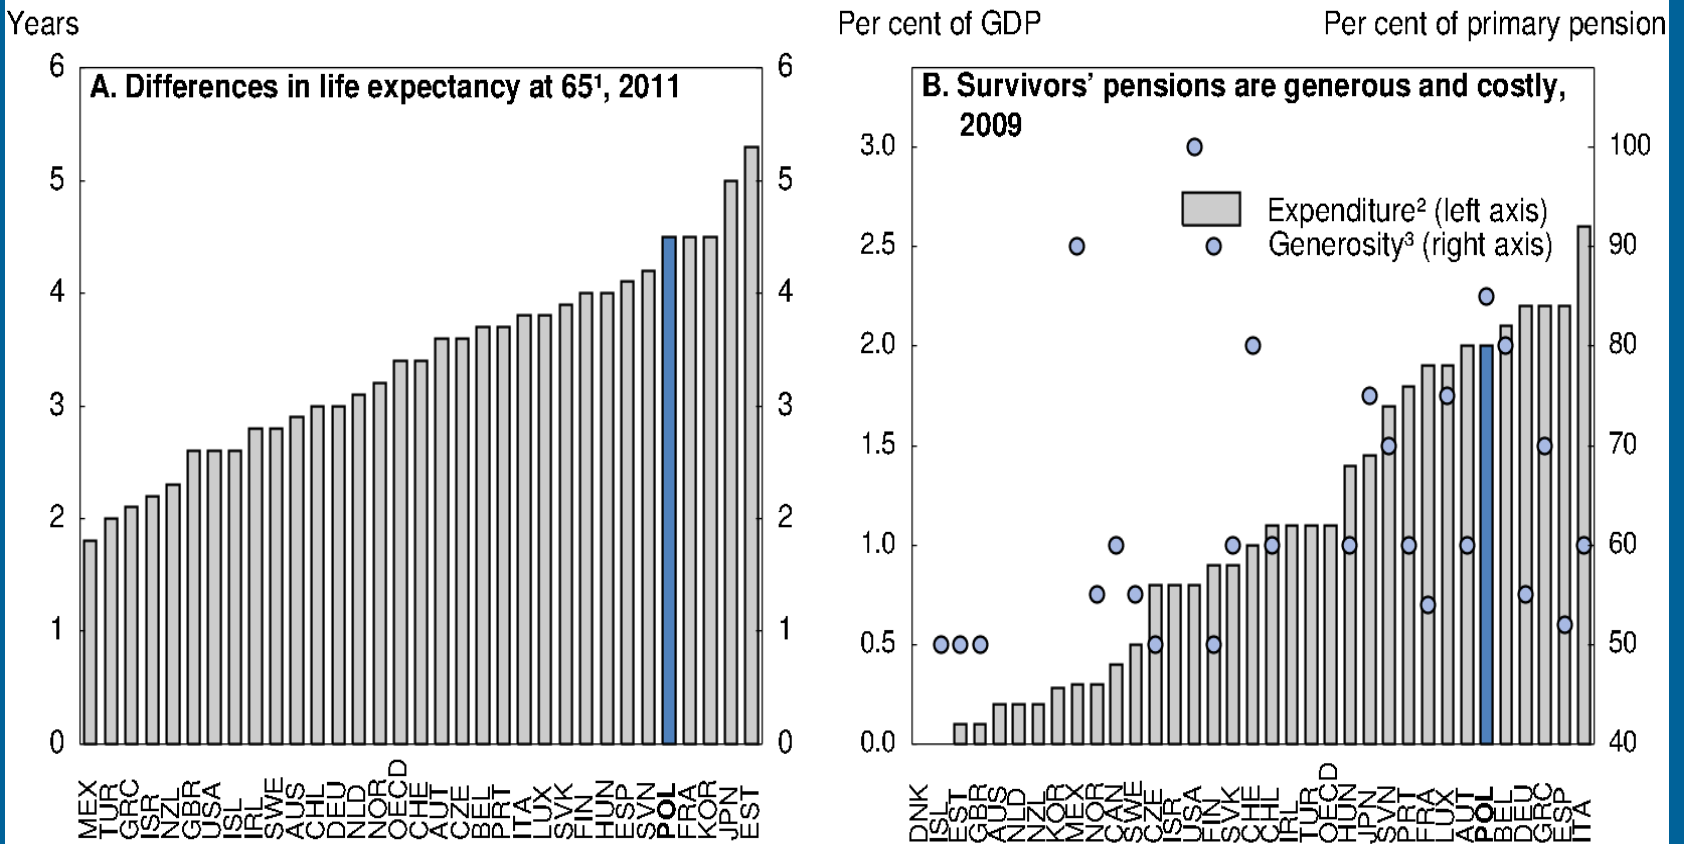 Years
Per cent of GDP
Per cent of primary pension
A. Differences in life expectancy at 65¹, 2011
6
5
4
3
2
1
0
6
5
4
3
2
1
0
MEX
TUR
GRC
ISR
NZL
GBR
USA
ISL
IRL
SWE
AUS
CHL
DEU
NLD
NOR
OECD
CHE
AUT
CZE
BEL
PRT
ITA
LUX
SVK
FIN
HUN
ESP
SVN
POL
FRA
KOR
JPN
EST
B. Survivors’ pensions are generous and costly,
2009
Expenditure² (left axis)
Generosity³ (right axis)
3.0
2.5
2.0
1.5
1.0
0.5
0.0
100
90
80
70
60
50
40
DNK
ISL
EST
GBR
AUS
NLD
NZL
KOR
MEX
NOR
CAN
SWE
CZE
ISR
USA
FIN
SVK
CHE
CHL
IRL
TUR
OECD
HUN
JPN
SVN
PRT
FRA
LUX
AUT
POL
BEL
DEU
GRC
ESP
ITA